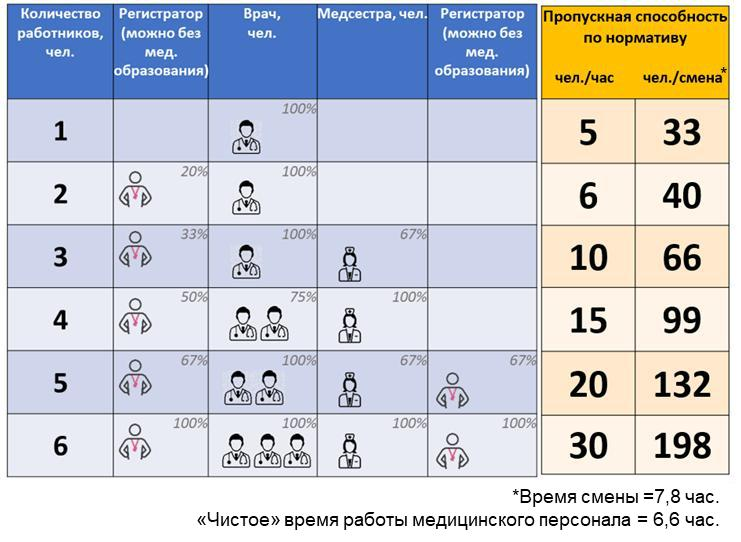 Количество работников, чел.
Регистратор (можно без мед. образования)
Врач, чел.
Медсестра, чел.
Регистратор (можно без мед. образования)
Пропускная способность по нормативу
чел./час чел./смена*
1 100% 5 33
2 20% 100% 6 40
3 33% 100% 67% 10 66
4 50% 75% 100% 15 99
5 67% 100% 67% 67% 20 132
6 100% 100% 100% 100% 30 198
*Время смены =7,8 час.
«Чистое» время работы медицинского персонала = 6,6 час.